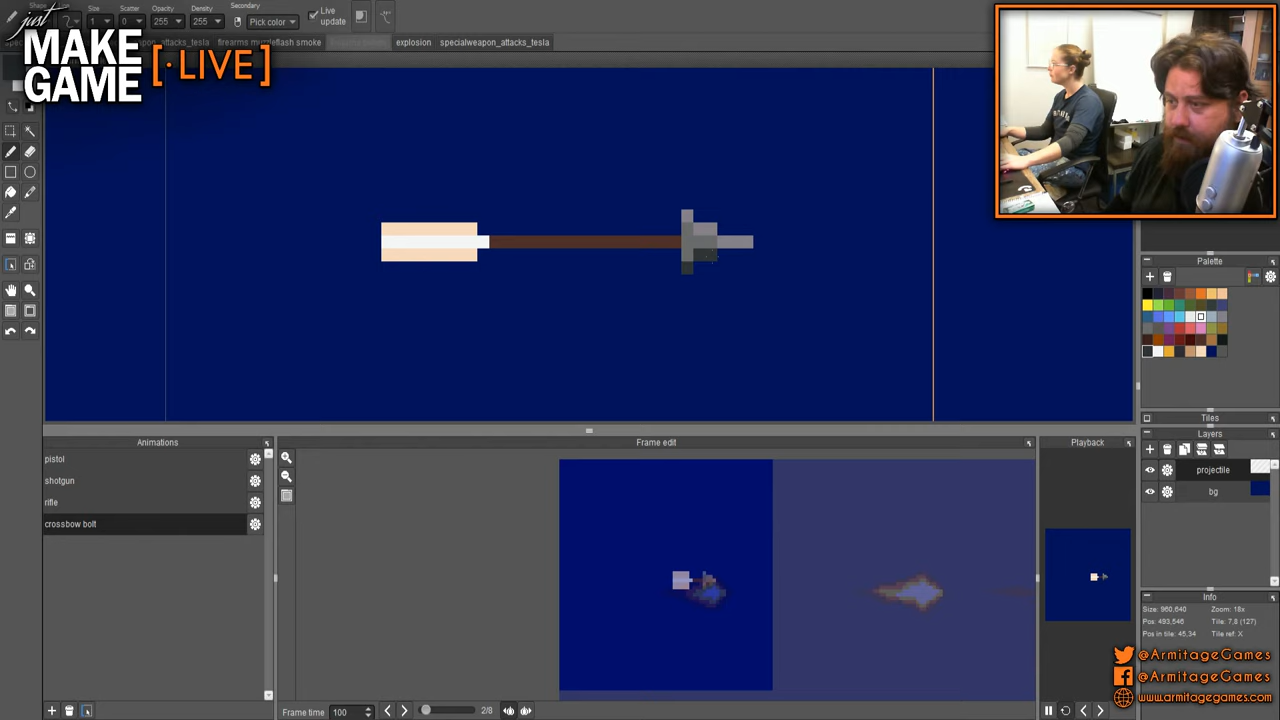 Shape
Size
Scale
Opacity
Density
Secondary
1
0
255
255
Pick color
Live
update
just
MAKE
GAME
[·LIVE]
firearms muzzleflash smoke
explosion
specialweapon_attacks_tesla
Palette
Tiles
Layers
projectile
bg
Animations
pistol
shotgun
rifle
crossbow bolt
Frame edit
Playback
Info
Size: 960,640
Zoom: 18x
Pos: 493,546
Tile: 7,8 (127)
Pos in tile: 45,34
Tile ref: X
@ArmitageGames
@ArmitageGames
www.armitagegames.com
Frame time
100
2/8